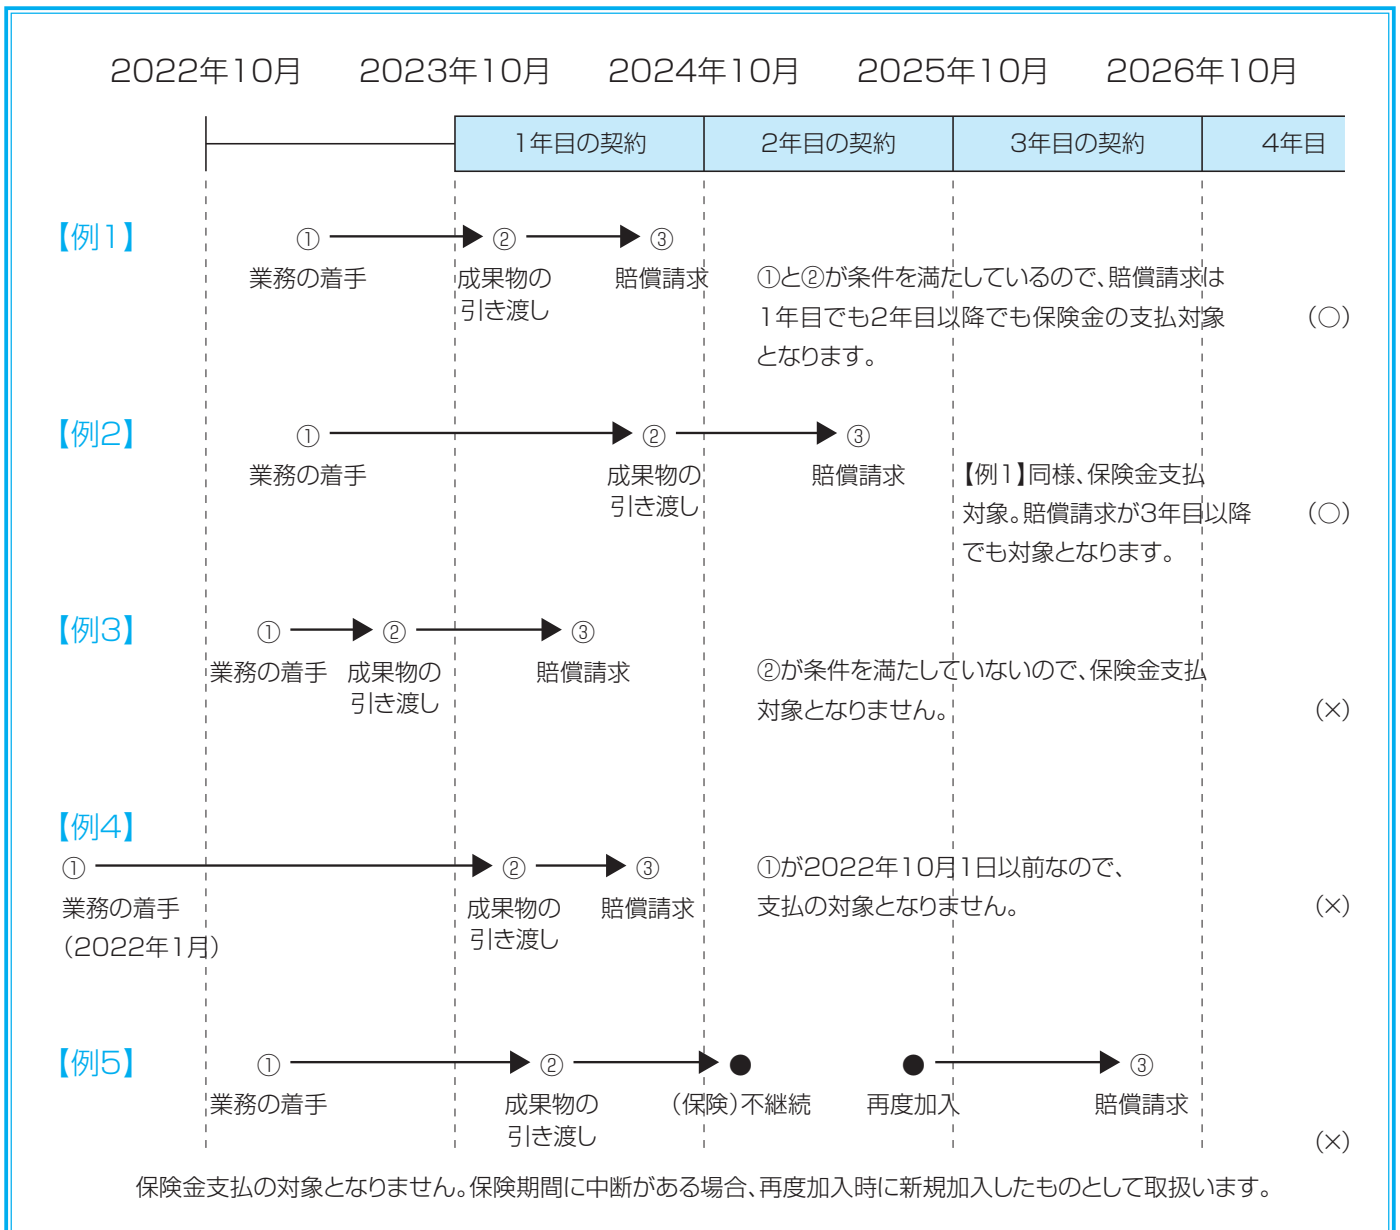 2022年10月 2023年10月 2024年10月 2025年10月 2026年10月
1年目の契約 2年目の契約 3年目の契約 4年目
【例1】
① ② ③
業務の着手 成果物の 賠償請求
引き渡し
①と②が条件を満たしているので、賠償請求は
1年目でも2年目以降でも保険金の支払対象
となります。
(○)
【例2】
① ② ③
業務の着手 成果物の 賠償請求
引き渡し
【例1】同様、保険金支払
対象。賠償請求が3年目以降
でも対象となります。
(○)
【例3】
① ② ③
業務の着手 成果物の 賠償請求
引き渡し
②が条件を満たしていないので、保険金支払
対象となりません。
(×)
【例4】
① ② ③
業務の着手 成果物の 賠償請求
(2022年1月) 引き渡し
①が2022年10月1日以前なので、
支払の対象となりません。
(×)
【例5】
① ② ● ● ③
業務の着手 成果物の (保険)不継続 再度加入 賠償請求
引き渡し
(×)
保険金支払の対象となりません。保険期間に中断がある場合、再度加入時に新規加入したものとして取扱います。